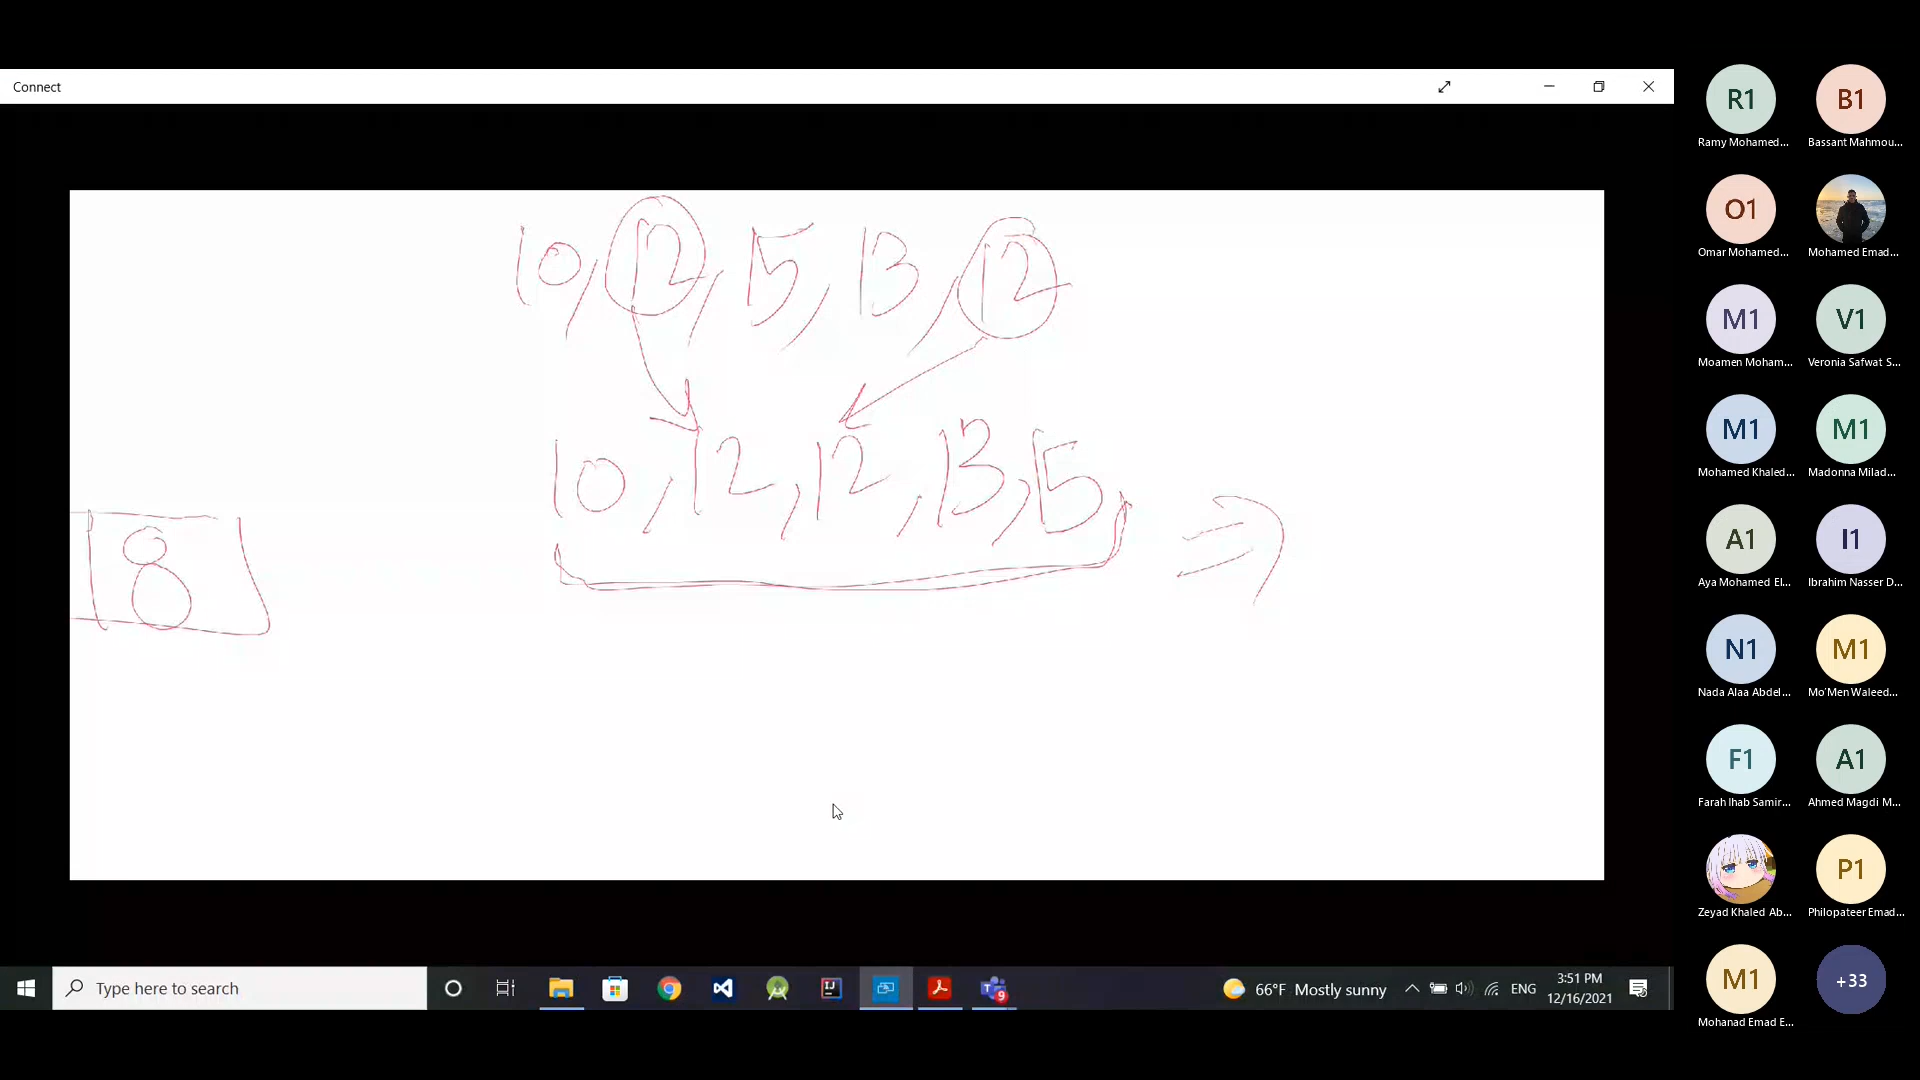 Connect
10, 12, 5, 13, 12
10, 12, 12, 13, 5,
8
R1
B1
Ramy Mohamed...
Bassant Mahmou...
O1
Omar Mohamed...
Mohamed Emad...
M1
V1
Moamen Moham...
Veronia Safwat S...
M1
M1
Mohamed Khaled...
Madonna Milad...
A1
I1
Aya Mohamed El...
Ibrahim Nasser D...
N1
M1
Nada Alaa Abdel...
Mo'Men Waleed...
F1
A1
Farah Ihab Samir...
Ahmed Magdi M...
P1
Zeyad Khaled Ab...
Philopateer Emad...
M1
+33
Mohanad Emad E...
Type here to search
9
66°F Mostly sunny
ENG
3:51 PM
12/16/2021